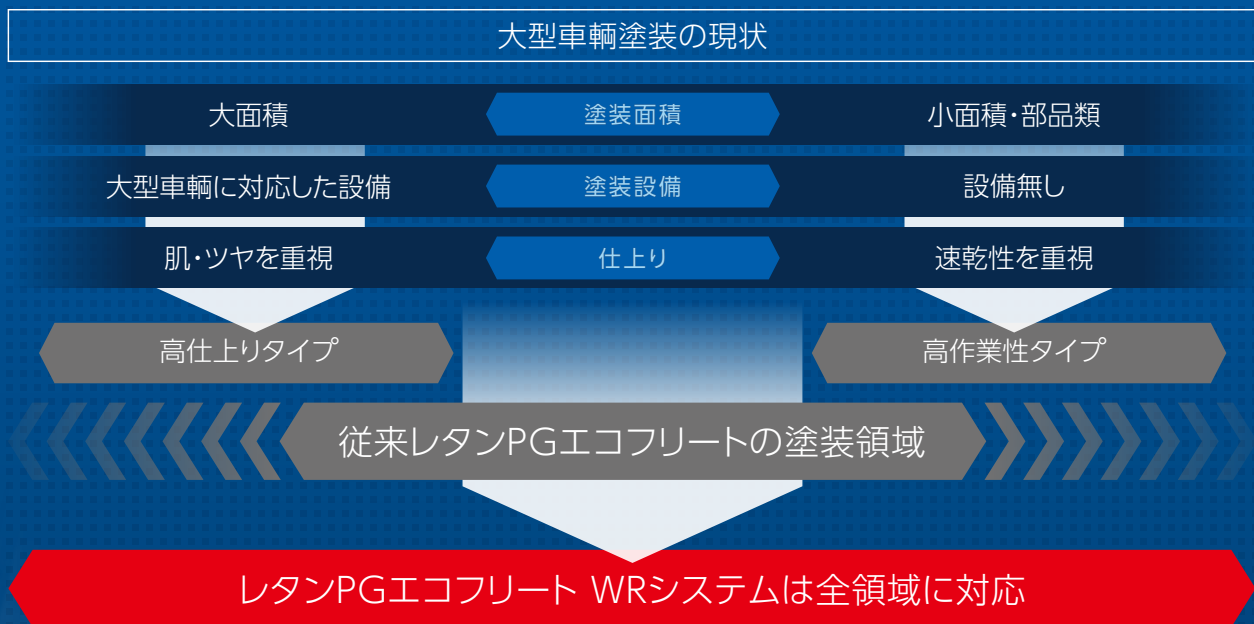 大型車輌塗装の現状
大面積
塗装面積
小面積・部品類
大型車輌に対応した設備
塗装設備
設備無し
肌・ツヤを重視
仕上り
速乾性を重視
高仕上りタイプ
高作業性タイプ
従来レタンPGエコフリートの塗装領域
レタンPGエコフリート WRシステムは全領域に対応